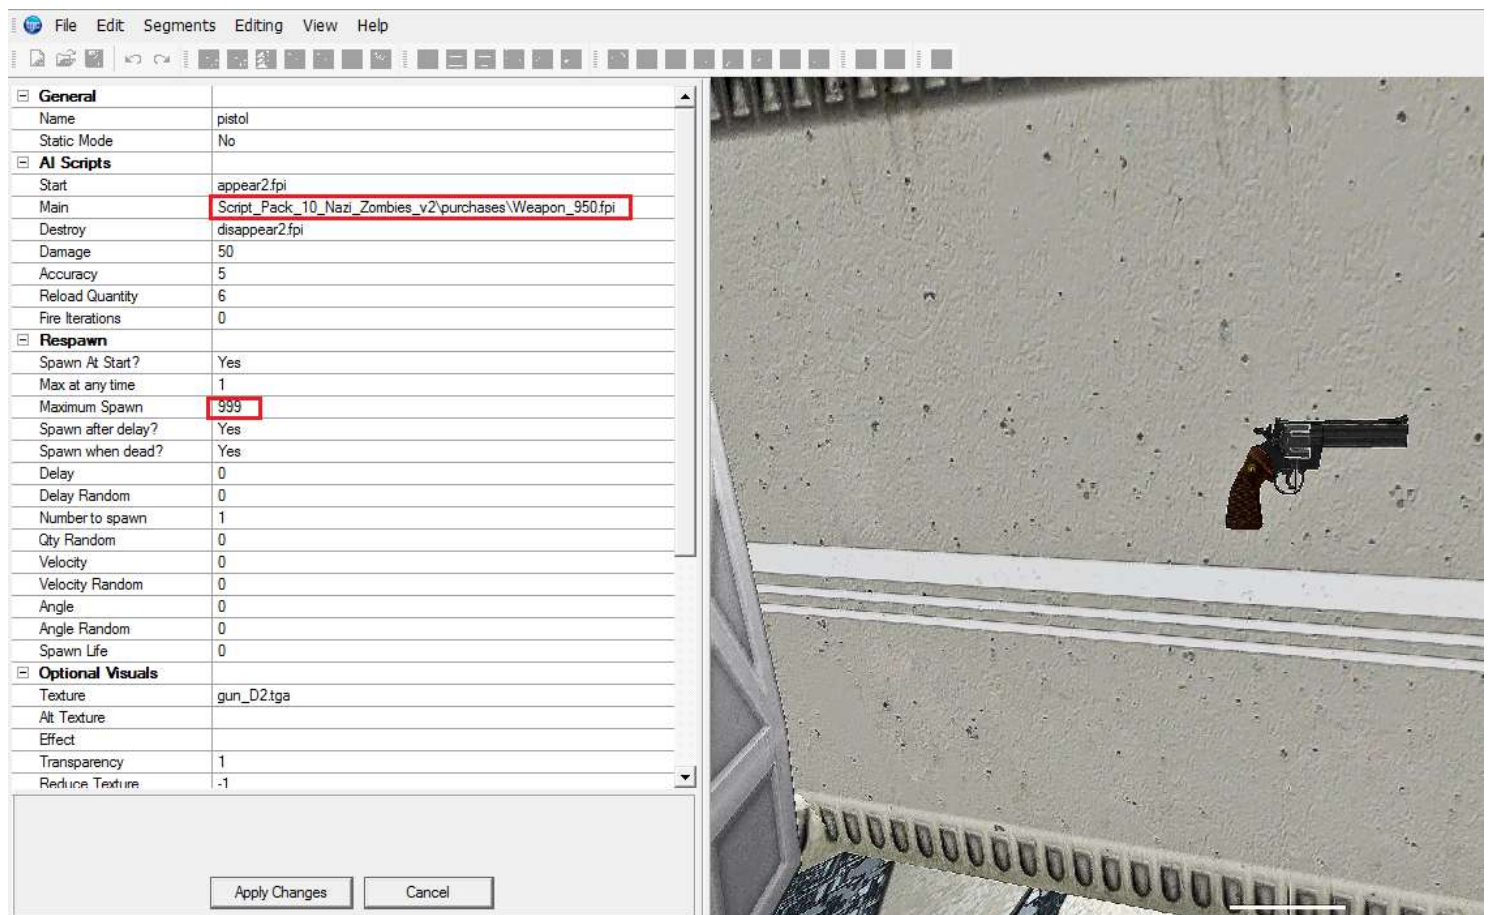 File Edit Segments Editing View Help
General
Name pistol
Static Mode No
AI Scripts
Start appear2.fpi
Main Script_Pack_10_Nazi_Zombies_v2\purchases\Weapon_950.fpi
Destroy disappear2.fpi
Damage 50
Accuracy 5
Reload Quantity 6
Fire Iterations 0
Respawn
Spawn At Start? Yes
Max at any time 1
Maximum Spawn 999
Spawn after delay? Yes
Spawn when dead? Yes
Delay 0
Delay Random 0
Number to spawn 1
Qty Random 0
Velocity 0
Velocity Random 0
Angle 0
Angle Random 0
Spawn Life 0
Optional Visuals
Texture gun_D2.tga
Alt Texture
Effect
Transparency 1
Reduce Texture -1
Apply Changes Cancel